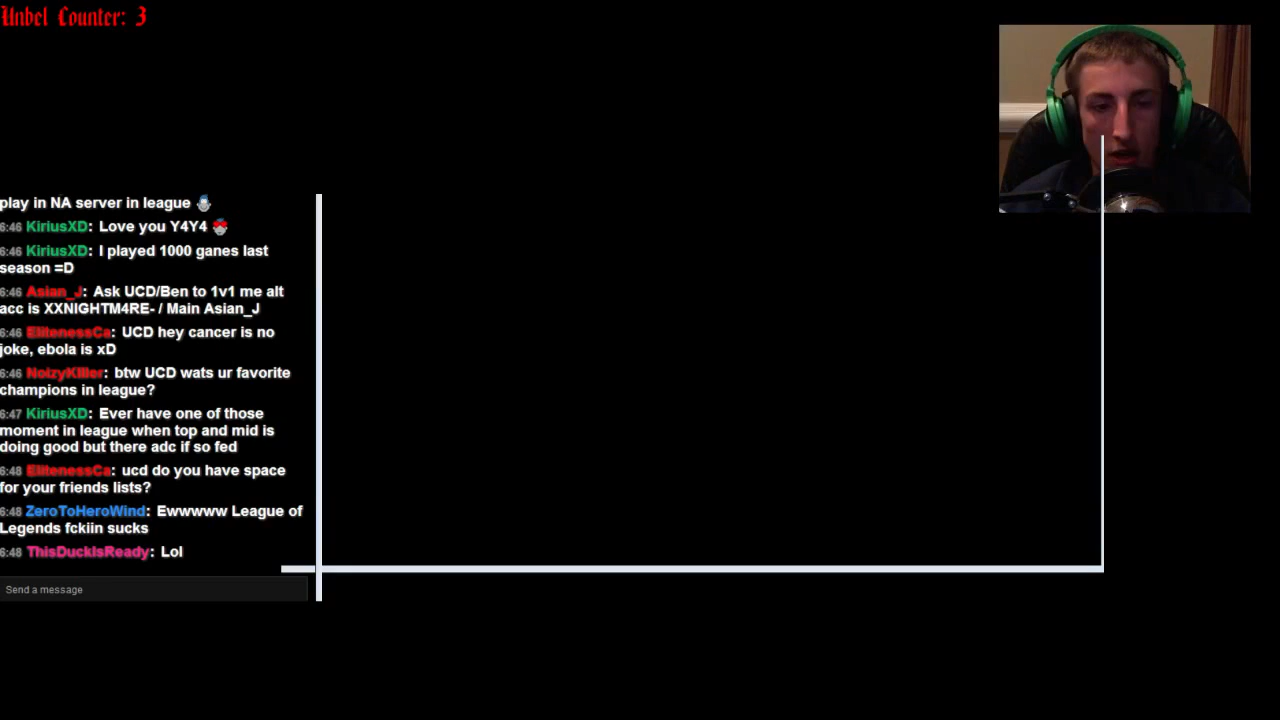 Unbel Counter: 3
play in NA server in league
6:46 KiriusXD: Love you Y4Y4
6:46 KiriusXD: I played 1000 ganes last
season =D
6:46 Asian_J: Ask UCD/Ben to 1v1 me alt
acc is XXNIGHTM4RE- / Main Asian_J
6:46 ElitenessCa: UCD hey cancer is no
joke, ebola is xD
6:46 NoizyKIller: btw UCD wats ur favorite
champions in league?
6:47 KiriusXD: Ever have one of those
moment in league when top and mid is
doing good but there adc if so fed
6:48 ElitenessCa: ucd do you have space
for your friends lists?
6:48 ZeroToHeroWind: Ewwwww League of
Legends fckiin sucks
6:48 ThisDuckIsReady: Lol
Send a message